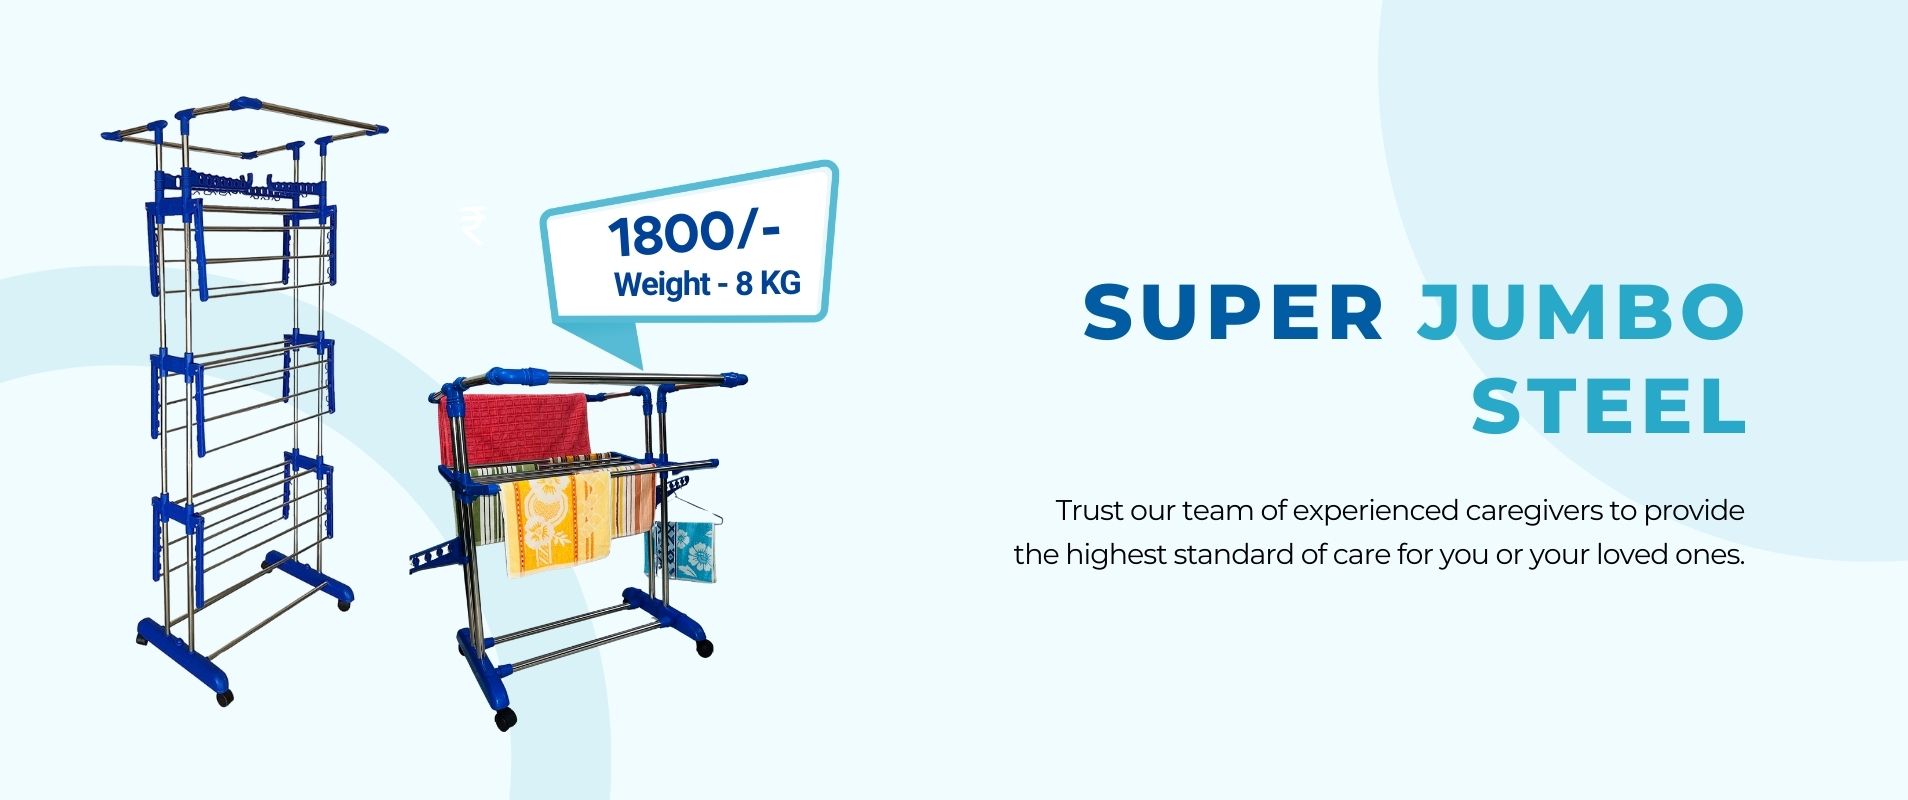 ₹
1800/-
Weight - 8 KG
SUPER JUMBO
STEEL
Trust our team of experienced caregivers to provide
the highest standard of care for you or your loved ones.